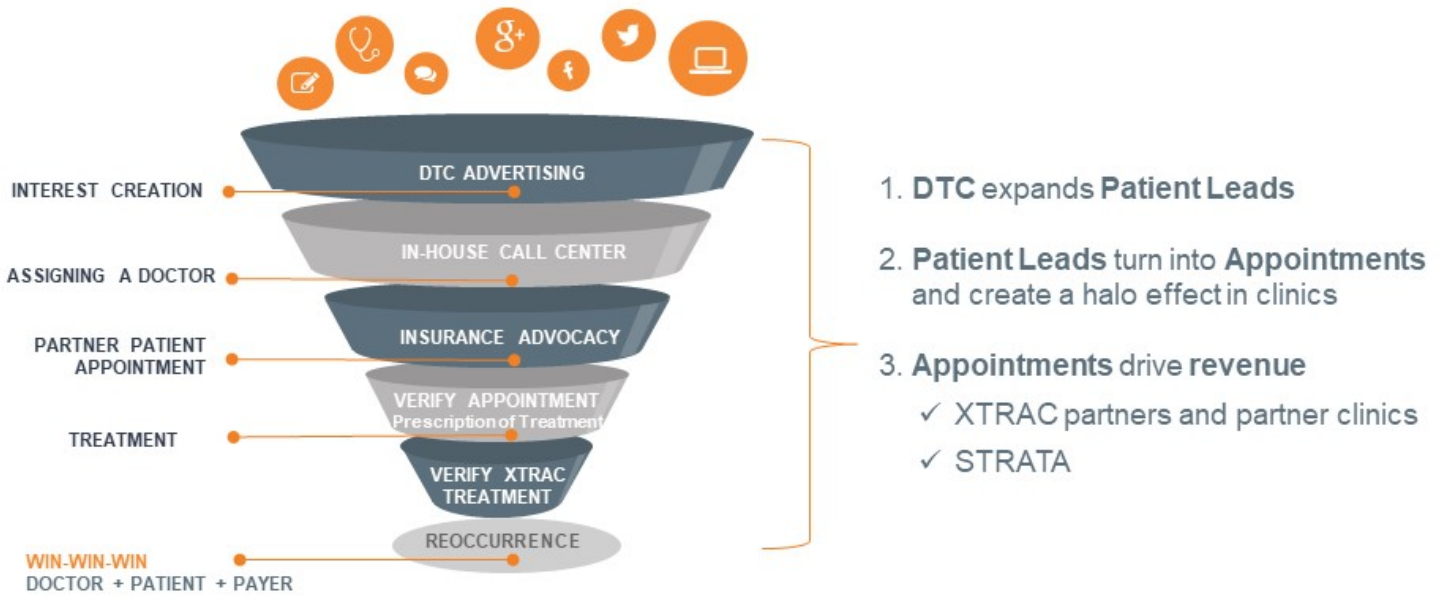 g+
f
DTC ADVERTISING
INTEREST CREATION
IN-HOUSE CALL CENTER
ASSIGNING A DOCTOR
INSURANCE ADVOCACY
PARTNER PATIENT
APPOINTMENT
VERIFY APPOINTMENT
Prescription of Treatment
TREATMENT
VERIFY XTRAC
TREATMENT
REOCCURRENCE
WIN-WIN-WIN
DOCTOR + PATIENT + PAYER
1. DTC expands Patient Leads
2. Patient Leads turn into Appointments
and create a halo effect in clinics
3. Appointments drive revenue
✓ XTRAC partners and partner clinics
✓ STRATA